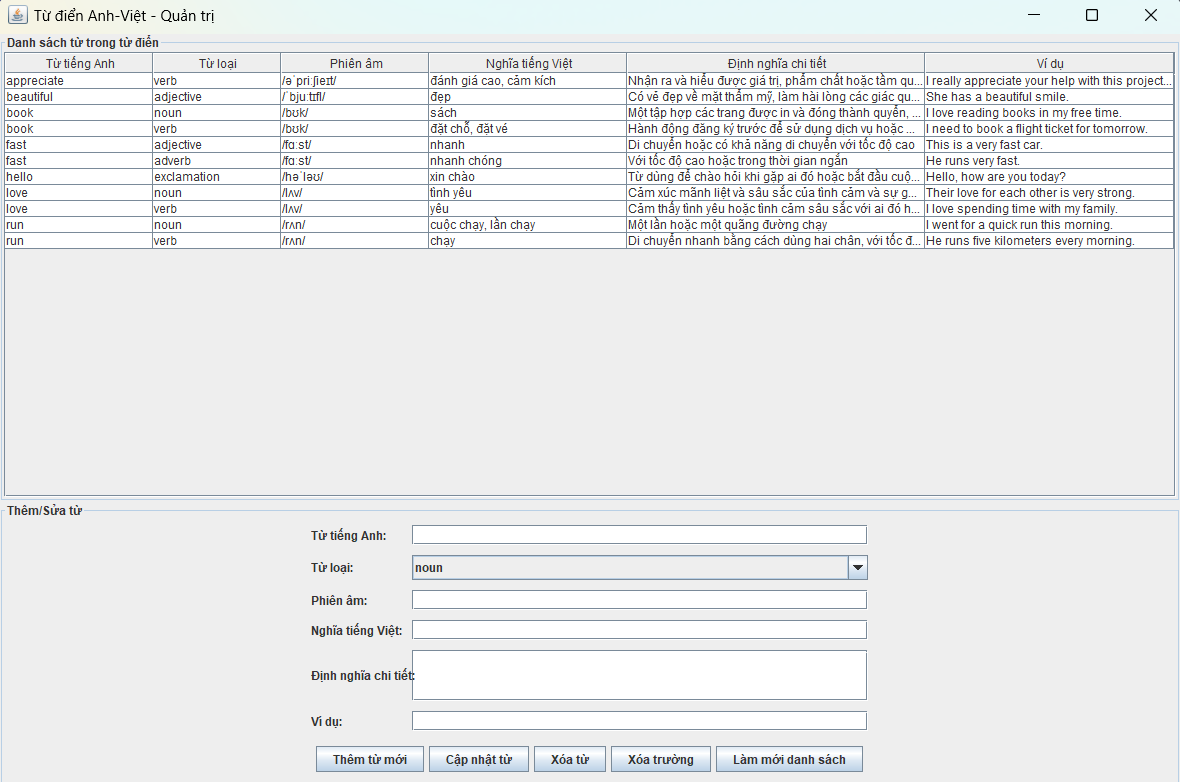 Từ điển Anh-Việt - Quản trị
Danh sách từ trong từ điển
Từ tiếng Anh Từ loại Phiên âm Nghĩa tiếng Việt Định nghĩa chi tiết Ví dụ
appreciate verb /əˈpriːʃieɪt/ đánh giá cao, cảm kích Nhận ra và hiểu được giá trị, phẩm chất hoặc tầm qu... I really appreciate your help with this project...
beautiful adjective /ˈbjuːtɪfl/ đẹp Có vẻ đẹp về mặt thẩm mỹ, làm hài lòng các giác qu... She has a beautiful smile.
book noun /bʊk/ sách Một tập hợp các trang được in và đóng thành quyển, ... I love reading books in my free time.
book verb /bʊk/ đặt chỗ, đặt vé Hành động đăng ký trước để sử dụng dịch vụ hoặc ... I need to book a flight ticket for tomorrow.
fast adjective /fɑːst/ nhanh Di chuyển hoặc có khả năng di chuyển với tốc độ cao This is a very fast car.
fast adverb /fɑːst/ nhanh chóng Với tốc độ cao hoặc trong thời gian ngắn He runs very fast.
hello exclamation /həˈləʊ/ xin chào Từ dùng để chào hỏi khi gặp ai đó hoặc bắt đầu cuộ... Hello, how are you today?
love noun /lʌv/ tình yêu Cảm xúc mãnh liệt và sâu sắc của tình cảm và sự g... Their love for each other is very strong.
love verb /lʌv/ yêu Cảm thấy tình yêu hoặc tình cảm sâu sắc với ai đó h... I love spending time with my family.
run noun /rʌn/ cuộc chạy, lần chạy Một lần hoặc một quãng đường chạy I went for a quick run this morning.
run verb /rʌn/ chạy Di chuyển nhanh bằng cách dùng hai chân, với tốc đ... He runs five kilometers every morning.
Thêm/Sửa từ
Từ tiếng Anh:
Từ loại: noun
Phiên âm:
Nghĩa tiếng Việt:
Định nghĩa chi tiết:
Ví dụ:
Thêm từ mới Cập nhật từ Xóa từ Xóa trường Làm mới danh sách